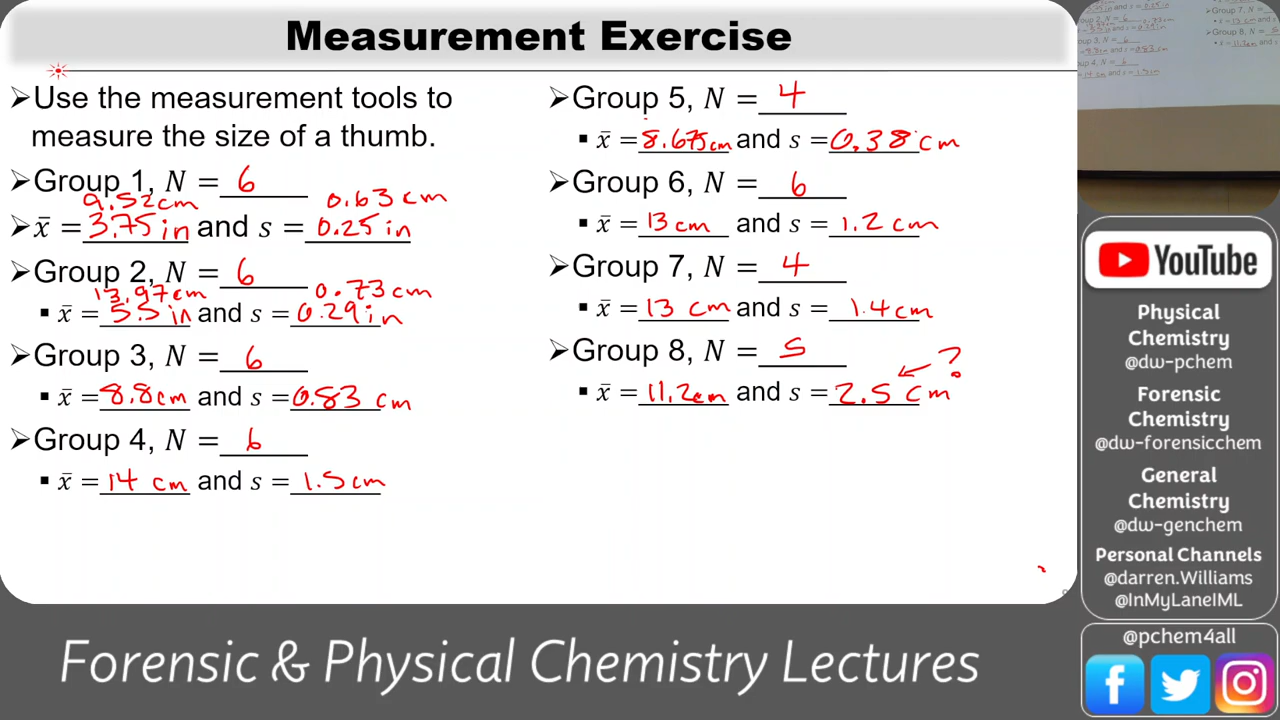 Measurement Exercise
➢Use the measurement tools to
measure the size of a thumb.
➢Group 1, N = 6
9.52cm 0.63 cm
➢x̄ = 3.75 in and s = 0.25 in
➢Group 2, N = 6
13.97cm 0.73cm
▪ x̄ = 5.5 in and s = 0.29in
➢Group 3, N = 6
▪ x̄ = 8.8cm and s = 0.83 cm
➢Group 4, N = 6
▪ x̄ = 14 cm and s = 1.5cm
➢Group 5, N = 4
▪ x̄ = 8.675cm and s = 0.38 cm
➢Group 6, N = 6
▪ x̄ = 13 cm and s = 1.2 cm
➢Group 7, N = 4
▪ x̄ = 13 cm and s = 1.4cm
➢Group 8, N = 5
?
▪ x̄ = 11.2cm and s = 2.5 cm
YouTube
Physical
Chemistry
@dw-pchem
Forensic
Chemistry
@dw-forensicchem
General
Chemistry
@dw-genchem
Personal Channels
@darren.Williams
@InMyLaneIML
@pchem4all
Forensic & Physical Chemistry Lectures